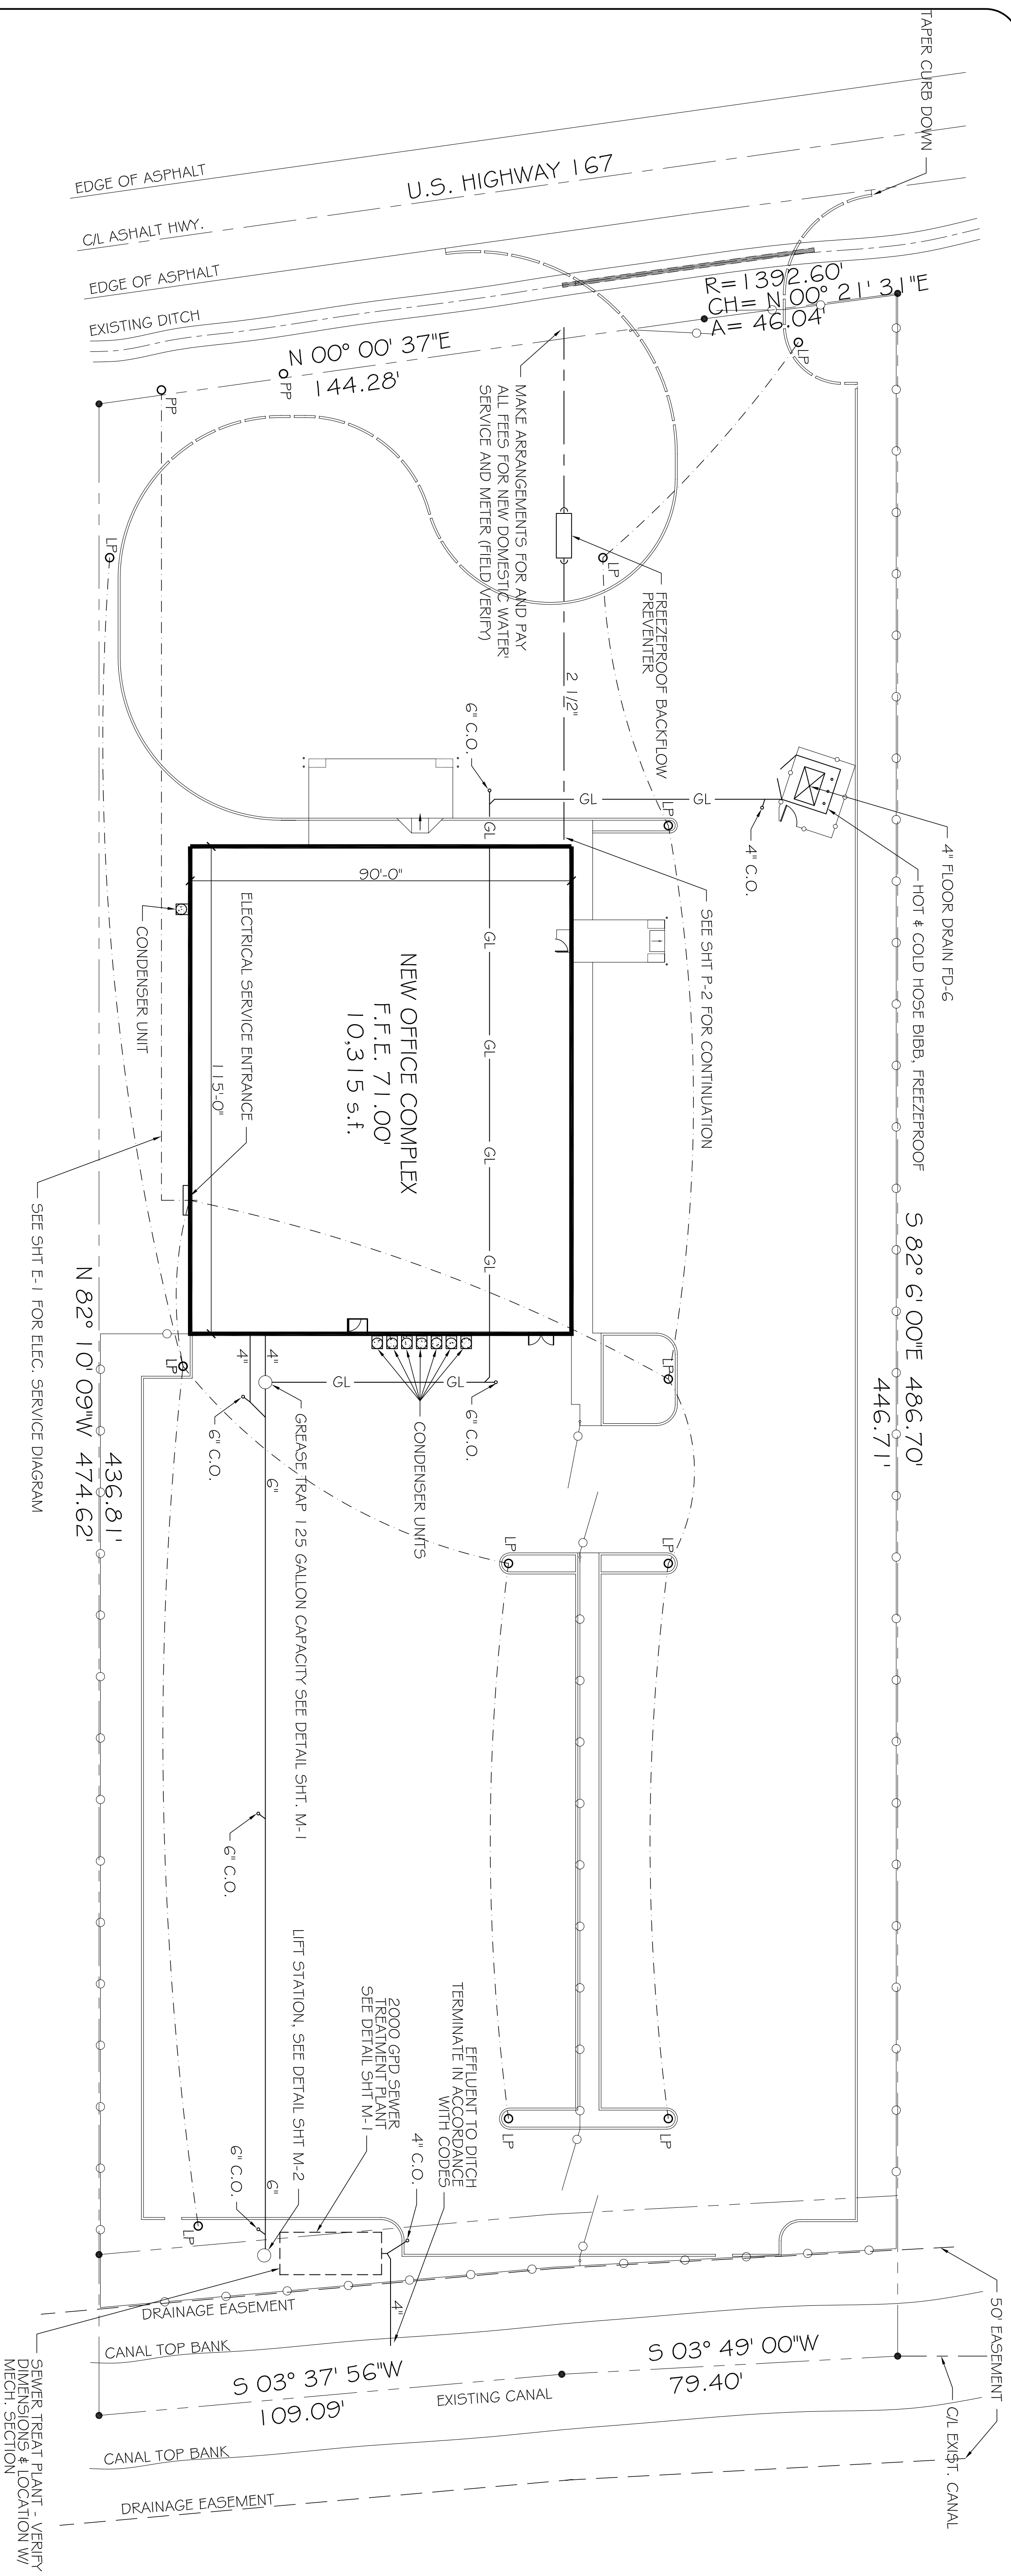 TAPER CURB DOWN
EDGE OF ASPHALT
U.S. HIGHWAY 167
C/L ASHALT HWY.
EDGE OF ASPHALT
EXISTING DITCH
R=1392.60'
CH= N 00° 21' 31"E
A= 46.04'
N 00° 00' 37"E
144.28'
LP
PP
PP
MAKE ARRANGEMENTS FOR AND PAY
ALL FEES FOR NEW DOMESTIC WATER'
SERVICE AND METER (FIELD VERIFY)
LP
LP
FREEZEPROOF BACKFLOW
PREVENTER
2 1/2"
6" C.O.
GL
GL
GL
LP
4" C.O.
4" FLOOR DRAIN FD-6
HOT & COLD HOSE BIBB, FREEZEPROOF
SEE SHT P-2 FOR CONTINUATION
90'-0"
CONDENSER UNIT
ELECTRICAL SERVICE ENTRANCE
115'-0"
NEW OFFICE COMPLEX
F.F.E. 71.00'
10,315 s.f.
GL
GL
GL
GL
SEE SHT E-1 FOR ELEC. SERVICE DIAGRAM
S 82° 6' 00"E 486.70'
446.71'
436.81'
N 82° 10' 09"W 474.62'
LP
LP
4"
4"
GL
GL
6" C.O.
6" C.O.
CONDENSER UNITS
GREASE TRAP 125 GALLON CAPACITY SEE DETAIL SHT. M-1
6"
LP
LP
6" C.O.
LIFT STATION, SEE DETAIL SHT M-2
2000 GPD SEWER
TREATMENT PLANT
SEE DETAIL SHT M-1
EFFLUENT TO DITCH
TERMINATE IN ACCORDANCE
WITH CODES
4" C.O.
LP
LP
6" C.O.
6"
LP
4"
DRAINAGE EASEMENT
CANAL TOP BANK
S 03° 37' 56"W
109.09'
EXISTING CANAL
S 03° 49' 00"W
79.40'
50' EASEMENT
C/L EXIST. CANAL
CANAL TOP BANK
DRAINAGE EASEMENT
SEWER TREAT PLANT - VERIFY
DIMENSIONS & LOCATION W/
MECH. SECTION